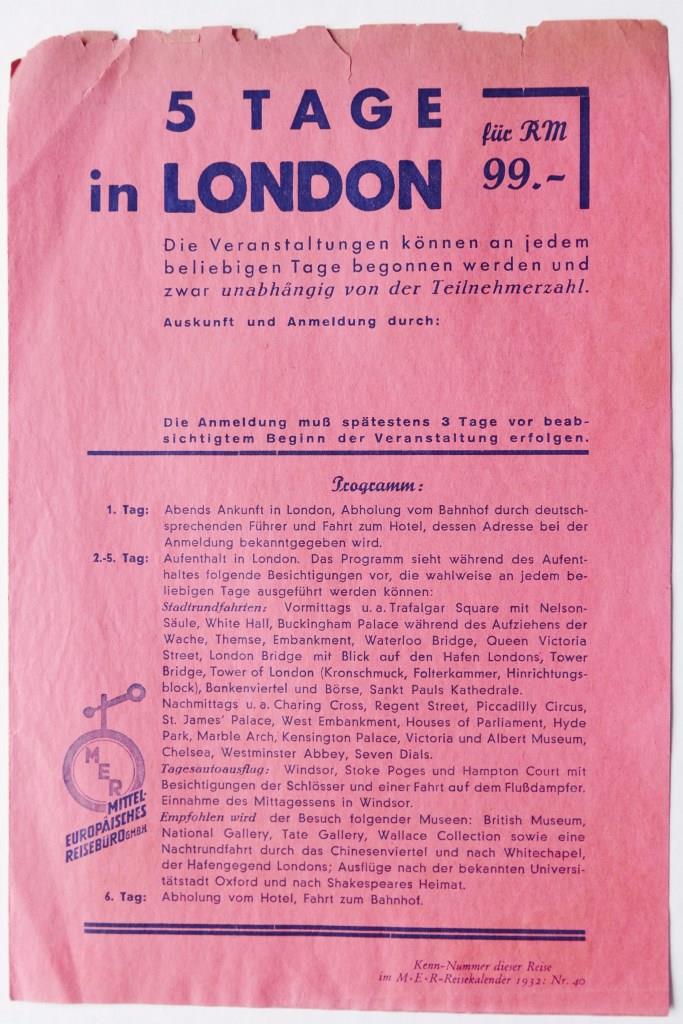 5 TAGE
für RM
in LONDON
99.-
Die Veranstaltungen können an jedem
beliebigen Tage begonnen werden und
zwar unabhängig von der Teilnehmerzahl.
Auskunft und Anmeldung durch:
Die Anmeldung muß spätestens 3 Tage vor beab-
sichtigtem Beginn der Veranstaltung erfolgen.
Programm:
1. Tag: Abends Ankunft in London, Abholung vom Bahnhof durch deutsch-
sprechenden Führer und Fahrt zum Hotel, dessen Adresse bei der
Anmeldung bekanntgegeben wird.
2.-5. Tag: Aufenthalt in London. Das Programm sieht während des Aufent-
haltes folgende Besichtigungen vor, die wahlweise an jedem be-
liebigen Tage ausgeführt werden können:
Stadtrundfahrten: Vormittags u. a. Trafalgar Square mit Nelson-
Säule, White Hall, Buckingham Palace während des Aufziehens der
Wache, Themse, Embankment, Waterloo Bridge, Queen Victoria
Street, London Bridge mit Blick auf den Hafen Londons, Tower
Bridge, Tower of London (Kronschmuck, Folterkammer, Hinrichtungs-
block), Bankenviertel und Börse, Sankt Pauls Kathedrale.
Nachmittags u. a. Charing Cross, Regent Street, Piccadilly Circus,
St. James' Palace, West Embankment, Houses of Parliament, Hyde
Park, Marble Arch, Kensington Palace, Victoria und Albert Museum,
Chelsea, Westminster Abbey, Seven Dials.
Tagesautoausflug: Windsor, Stoke Poges und Hampton Court mit
Besichtigungen der Schlösser und einer Fahrt auf dem Flußdampfer.
Einnahme des Mittagessens in Windsor.
Empfohlen wird der Besuch folgender Museen: British Museum,
National Gallery, Tate Gallery, Wallace Collection sowie eine
Nachtrundfahrt durch das Chinesenviertel und nach Whitechapel,
der Hafengegend Londons; Ausflüge nach der bekannten Universi-
tätstadt Oxford und nach Shakespeares Heimat.
6. Tag: Abholung vom Hotel, Fahrt zum Bahnhof.
MER
MITTEL-
EUROPÄISCHES
REISEBÜRO G.M.B.H.
Kenn-Nummer dieser Reise
im M·E·R-Reisekalender 1932: Nr. 40